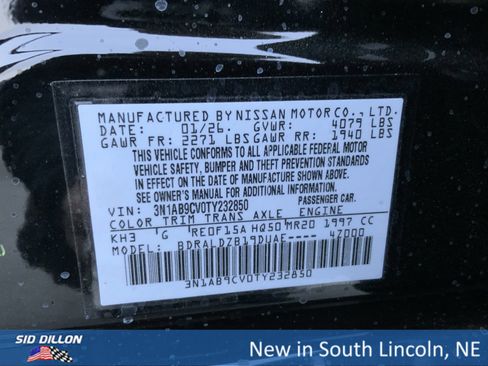 MANUFACTURED BY NISSAN MOTOR CO., LTD.
DATE: 01/26. GVWR: 4079 LBS
GAWR FR: 2271 LBS GAWR RR: 1940 LBS
THIS VEHICLE CONFORMS TO ALL APPLICABLE FEDERAL MOTOR VEHICLE
SAFETY, BUMPER AND THEFT PREVENTION STANDARDS
IN EFFECT ON THE DATE OF MANUFACTURE SHOWN ABOVE.
SEE OWNER'S MANUAL FOR ADDITIONAL INFORMATION.
PASSENGER CAR.
VIN: 3N1AB9CV0TY232850
COLOR TRIM TRANS AXLE ENGINE
KH3 G RE0F15A HQ50 MR20 1997 CC
MODEL: BDRALDZB19DUAE---- 47000
3N1AB9CV0TY232850
SID DILLON
New in South Lincoln, NE